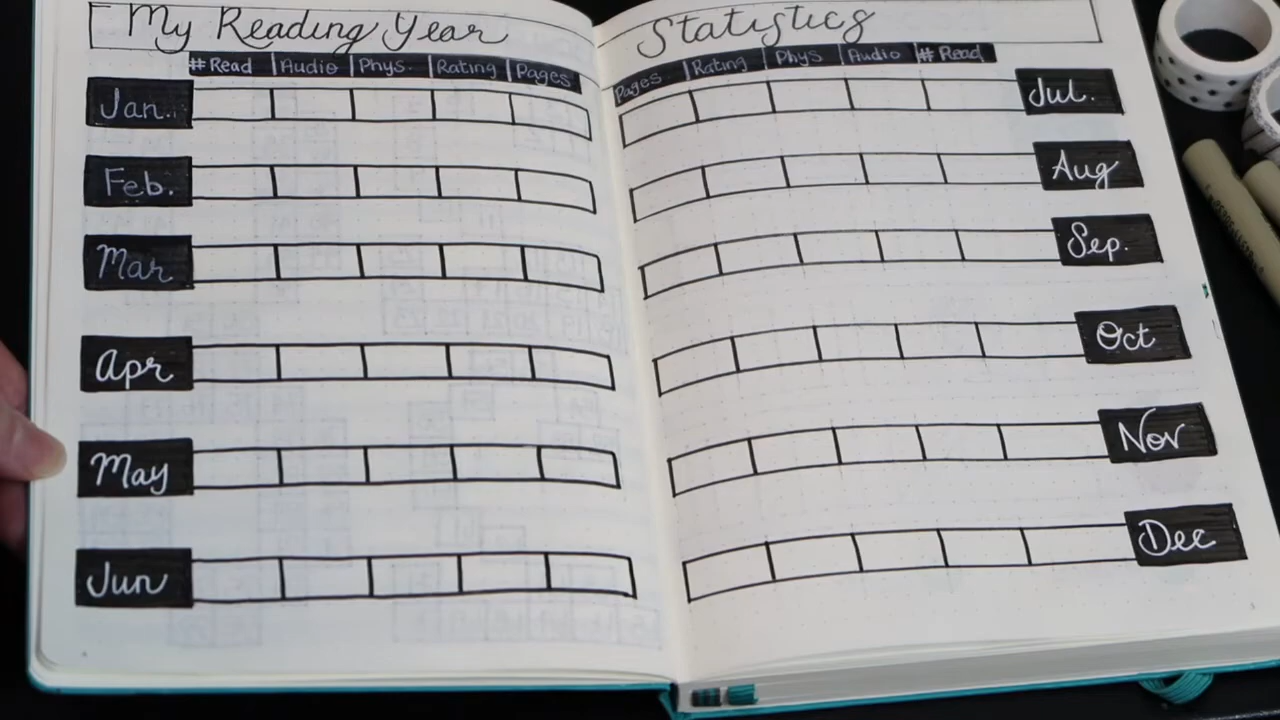 My Reading Year
#Read Audio Phys. Rating Pages
Jan.
Feb.
Mar
Apr
May
Jun
Statistics
Pages Rating Phys Audio # Read
Jul.
Aug
Sep.
Oct
Nov
Dec